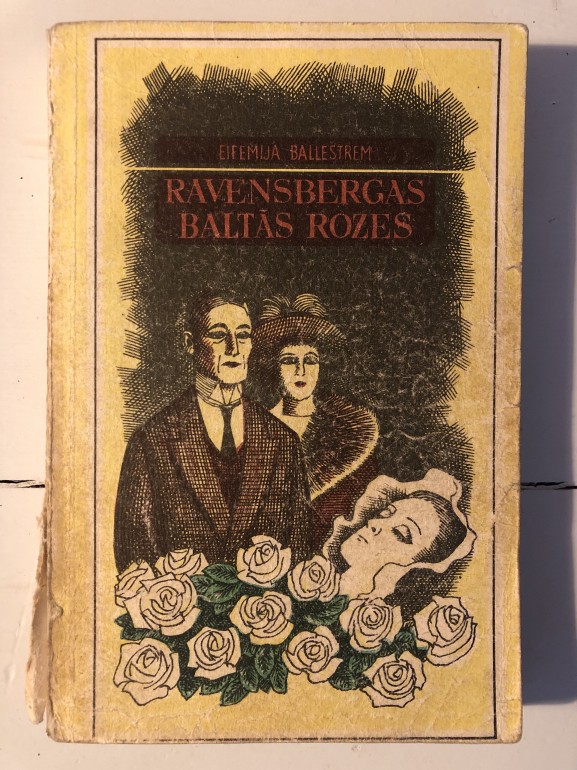 EIFEMIJA BALLESTREM
RAVENSBERGAS
BALTĀS ROZES